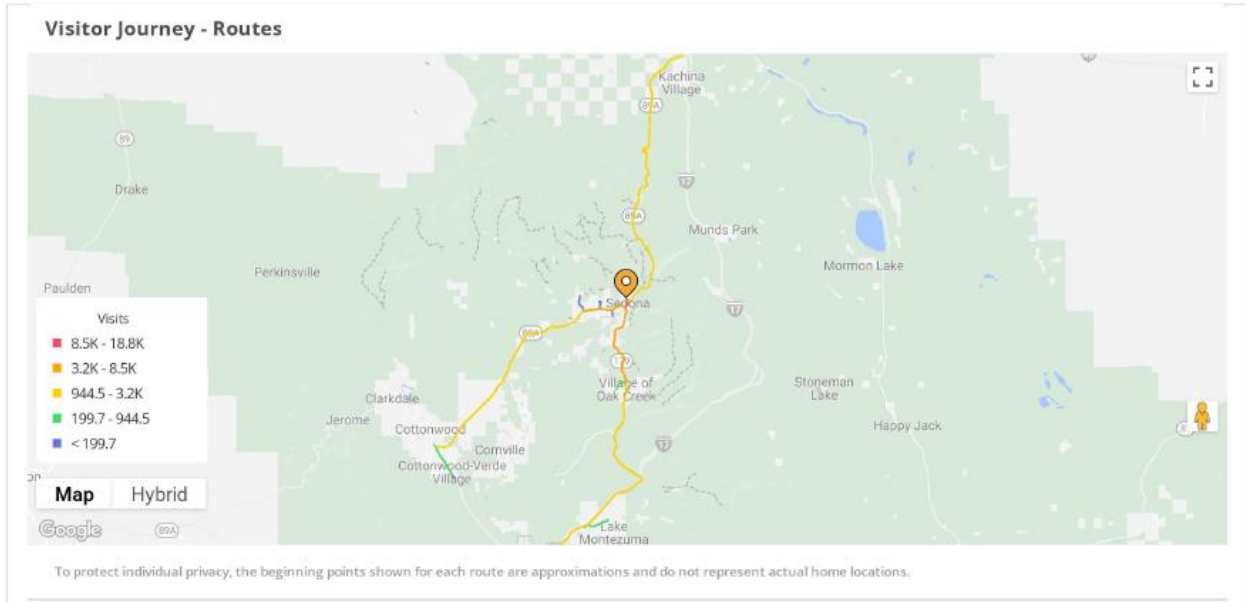 Visitor Journey - Routes
Kachina
Village
89A
89
17
Drake
89A
Munds Park
Mormon Lake
Perkinsville
Paulden
Sedona
17
Visits
8.5K - 18.8K
3.2K - 8.5K
944.5 - 3.2K
199.7 - 944.5
< 199.7
89A
179
Village of
Oak Creek
Stoneman
Lake
Clarkdale
Jerome
Cottonwood
Happy Jack
Cornville
17
Cottonwood-Verde
Village
Map Hybrid
Google
89A
Lake
Montezuma
To protect individual privacy, the beginning points shown for each route are approximations and do not represent actual home locations.